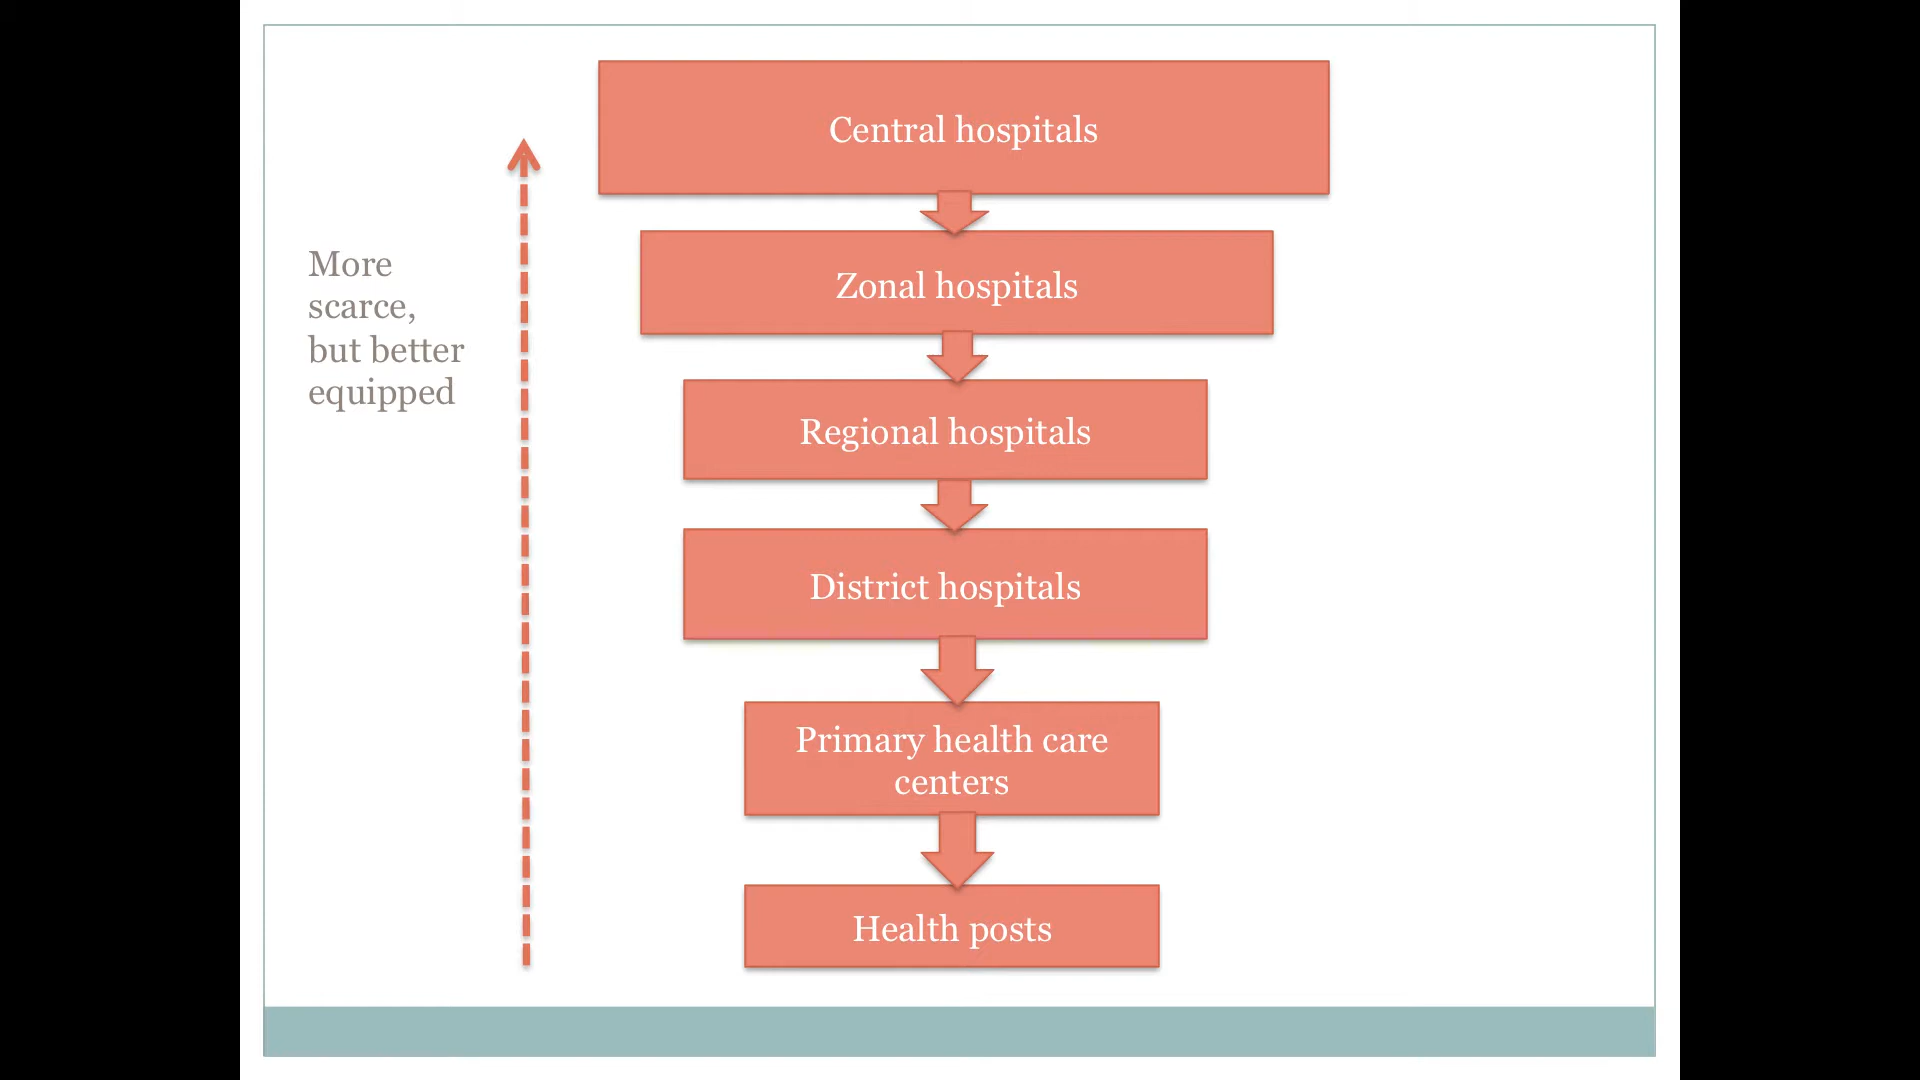 Central hospitals
More
scarce,
but better
equipped
Zonal hospitals
Regional hospitals
District hospitals
Primary health care
centers
Health posts